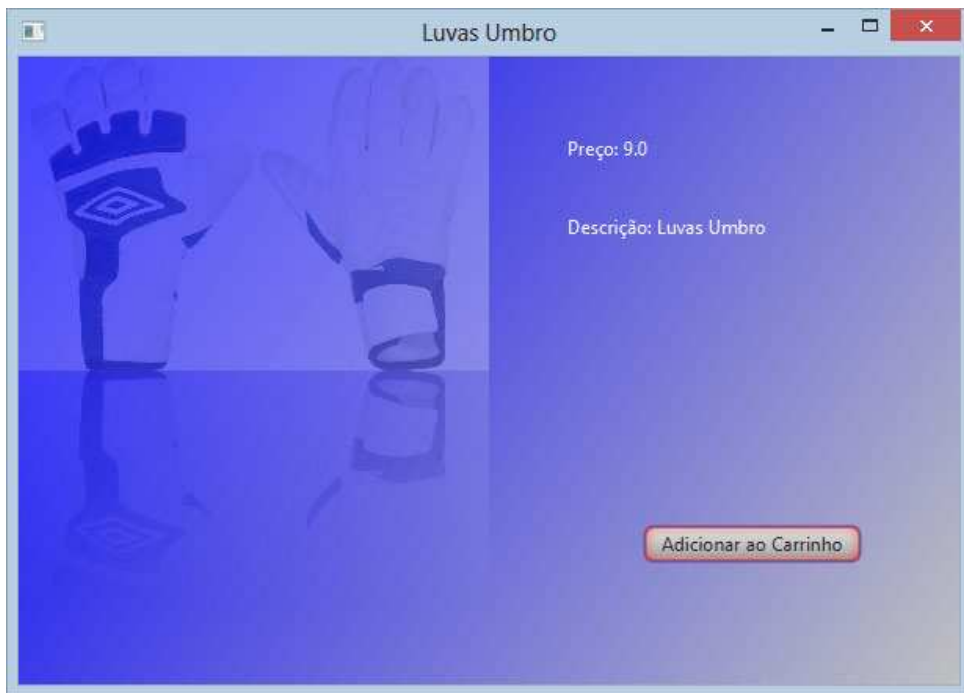 Luvas Umbro
Preço: 9.0
Descrição: Luvas Umbro
Adicionar ao Carrinho